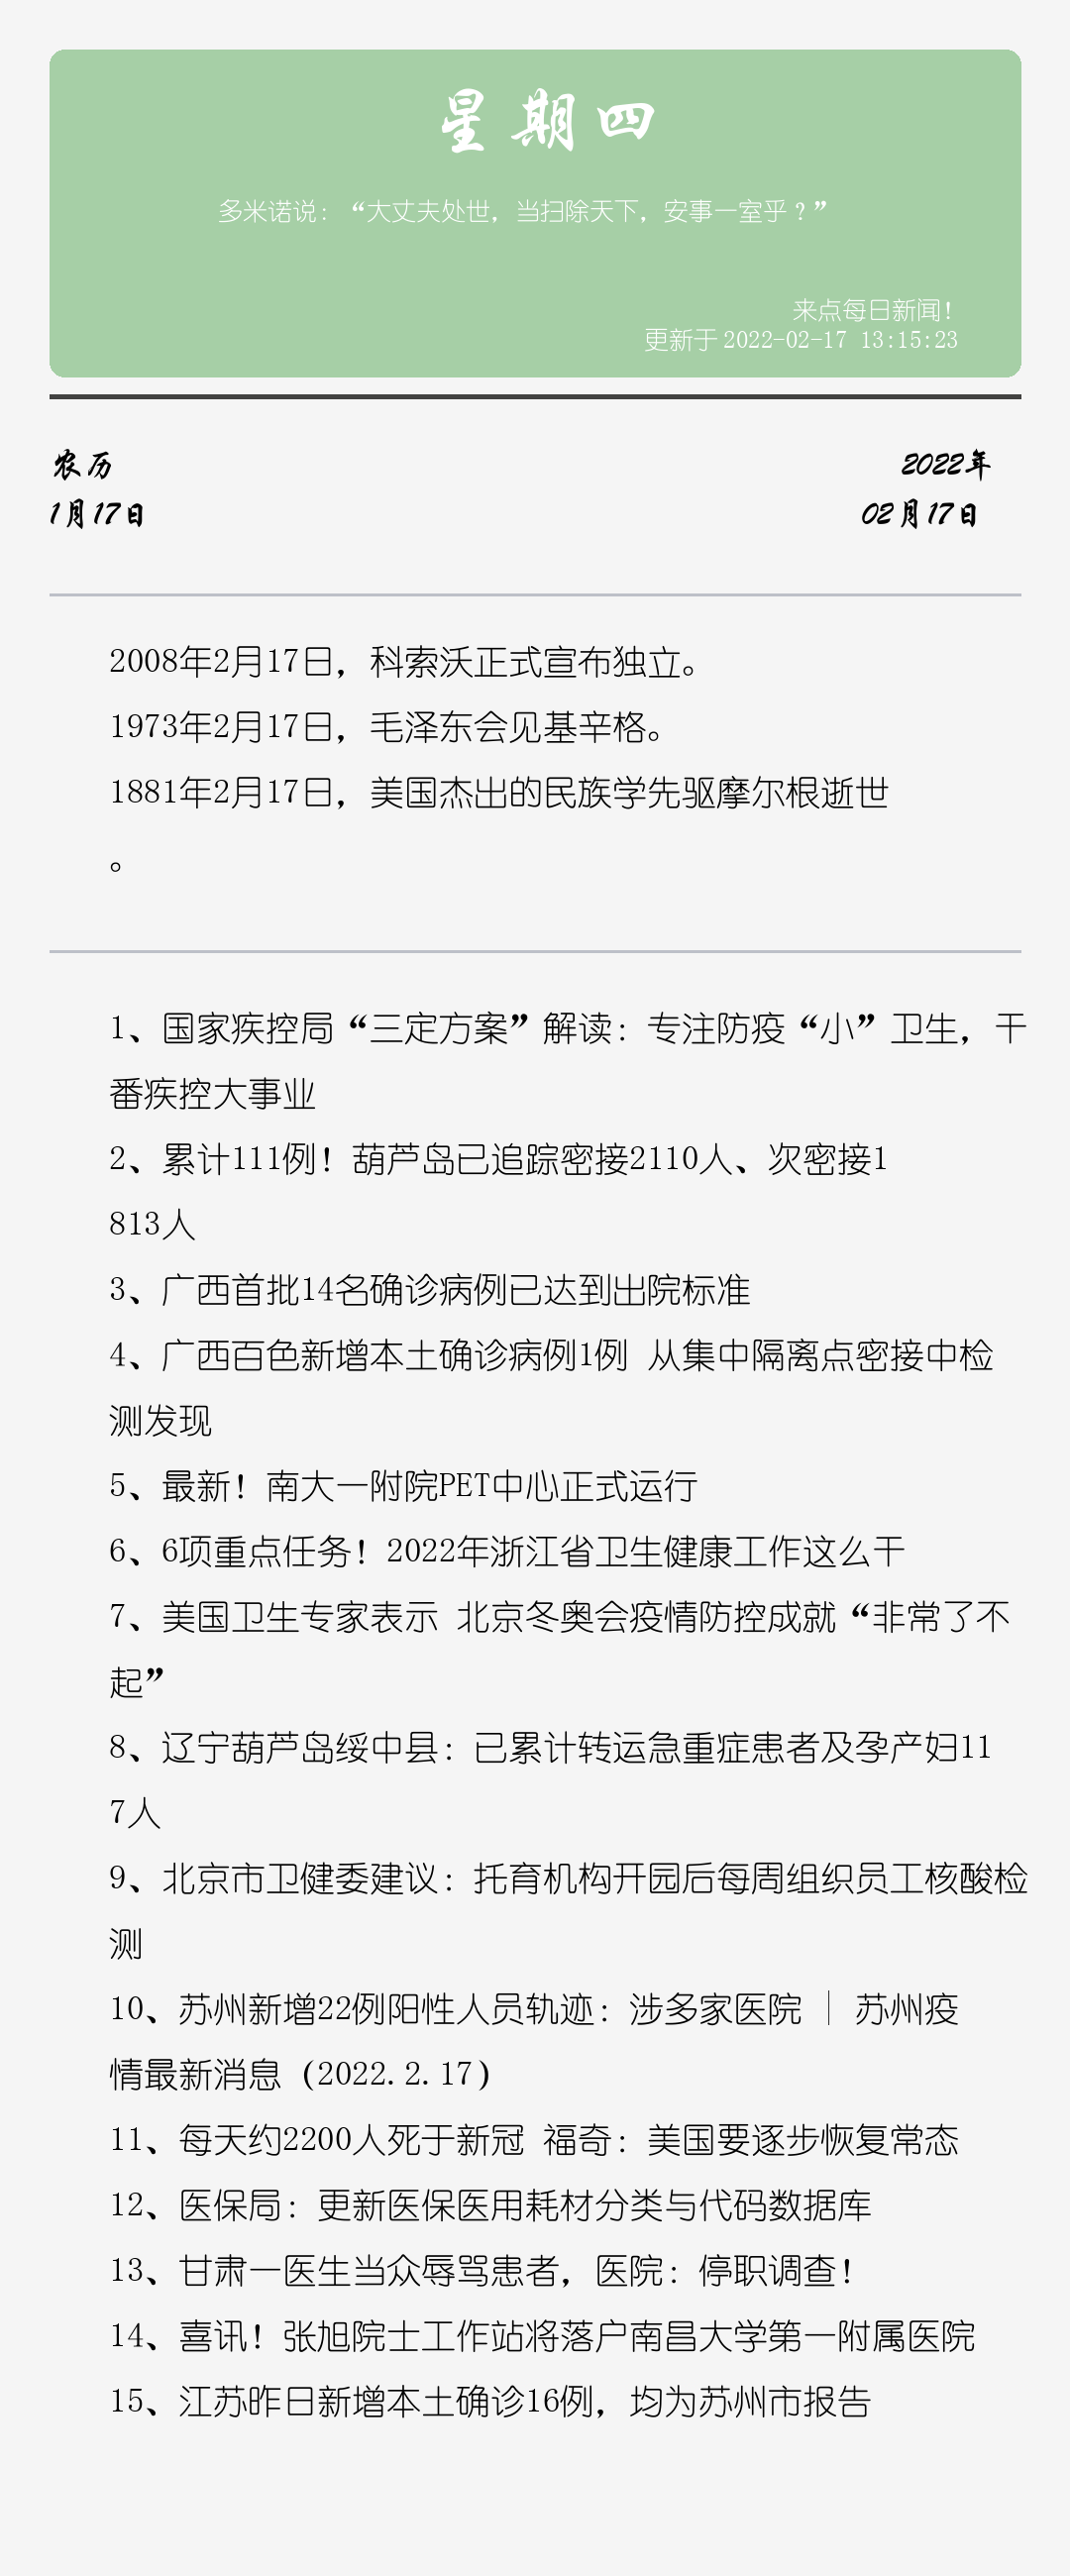 星期四
多米诺说：“大丈夫处世，当扫除天下，安事一室乎？”
来点每日新闻！
更新于2022-02-17 13:15:23
农历
2022年
1月17日
02月17日
2008年2月17日，科索沃正式宣布独立。
1973年2月17日，毛泽东会见基辛格。
1881年2月17日，美国杰出的民族学先驱摩尔根逝世
。
1、国家疾控局“三定方案”解读：专注防疫“小”卫生，干
番疾控大事业
2、累计111例！葫芦岛已追踪密接2110人、次密接1
813人
3、广西首批14名确诊病例已达到出院标准
4、广西百色新增本土确诊病例1例 从集中隔离点密接中检
测发现
5、最新！南大一附院PET中心正式运行
6、6项重点任务！2022年浙江省卫生健康工作这么干
7、美国卫生专家表示 北京冬奥会疫情防控成就“非常了不
起”
8、辽宁葫芦岛绥中县：已累计转运急重症患者及孕产妇11
7人
9、北京市卫健委建议：托育机构开园后每周组织员工核酸检
测
10、苏州新增22例阳性人员轨迹：涉多家医院 | 苏州疫
情最新消息（2022.2.17）
11、每天约2200人死于新冠 福奇：美国要逐步恢复常态
12、医保局：更新医保医用耗材分类与代码数据库
13、甘肃一医生当众辱骂患者，医院：停职调查！
14、喜讯！张旭院士工作站将落户南昌大学第一附属医院
15、江苏昨日新增本土确诊16例，均为苏州市报告